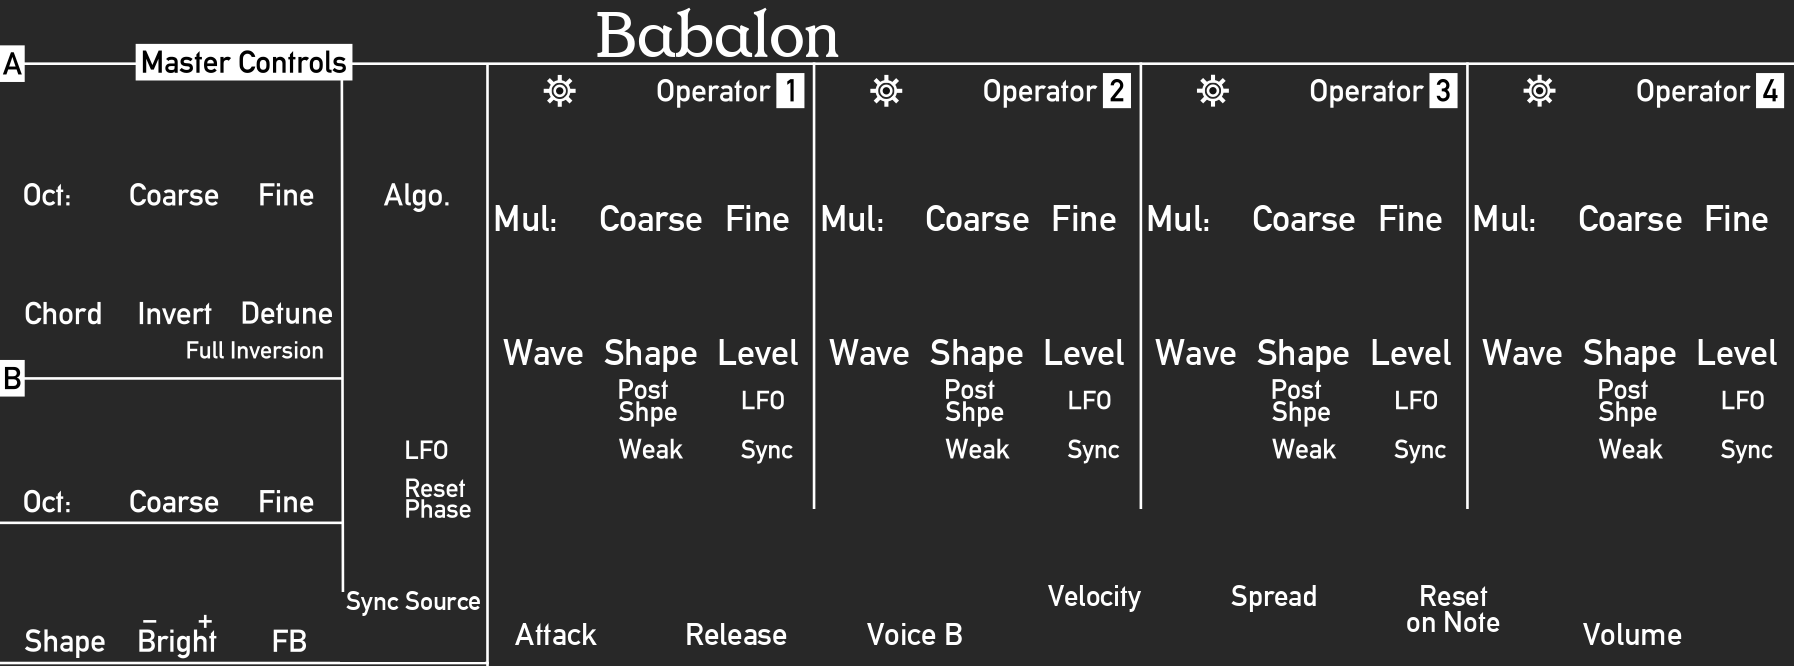 Babalon
A
Master Controls
Operator 1
Operator 2
Operator 3
Operator 4
Oct: Coarse Fine
Algo.
Mul: Coarse Fine
Mul: Coarse Fine
Mul: Coarse Fine
Mul: Coarse Fine
Chord Invert Detune
Full Inversion
Wave Shape Level
Wave Shape Level
Wave Shape Level
Wave Shape Level
B
Post
Shpe
LFO
Post
Shpe
LFO
Post
Shpe
LFO
Post
Shpe
LFO
LFO
Weak Sync
Weak Sync
Weak Sync
Weak Sync
Oct: Coarse Fine
Reset
Phase
Sync Source
Velocity
Spread
Reset
on Note
− +
Shape Bright FB
Attack
Release
Voice B
Volume